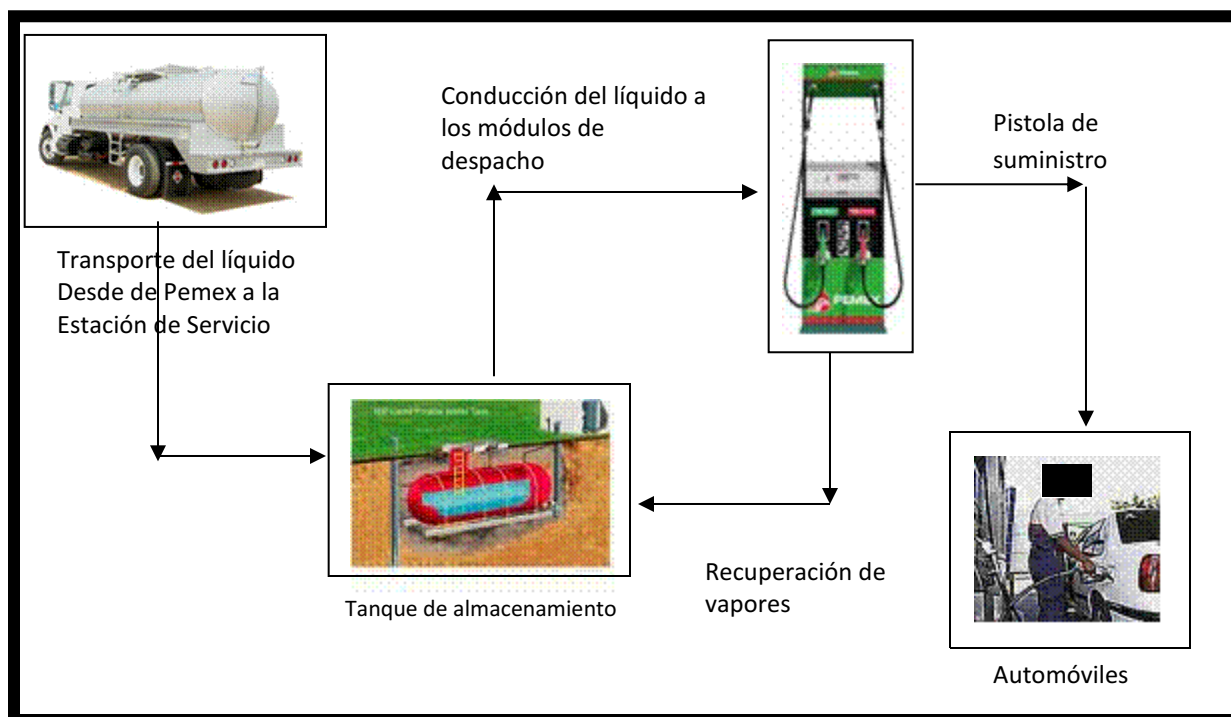 Conducción del líquido a
los módulos de
despacho
Pistola de
suministro
Transporte del líquido
Desde de Pemex a la
Estación de Servicio
PEMEX
Tanque de almacenamiento
Recuperación de
vapores
Automóviles